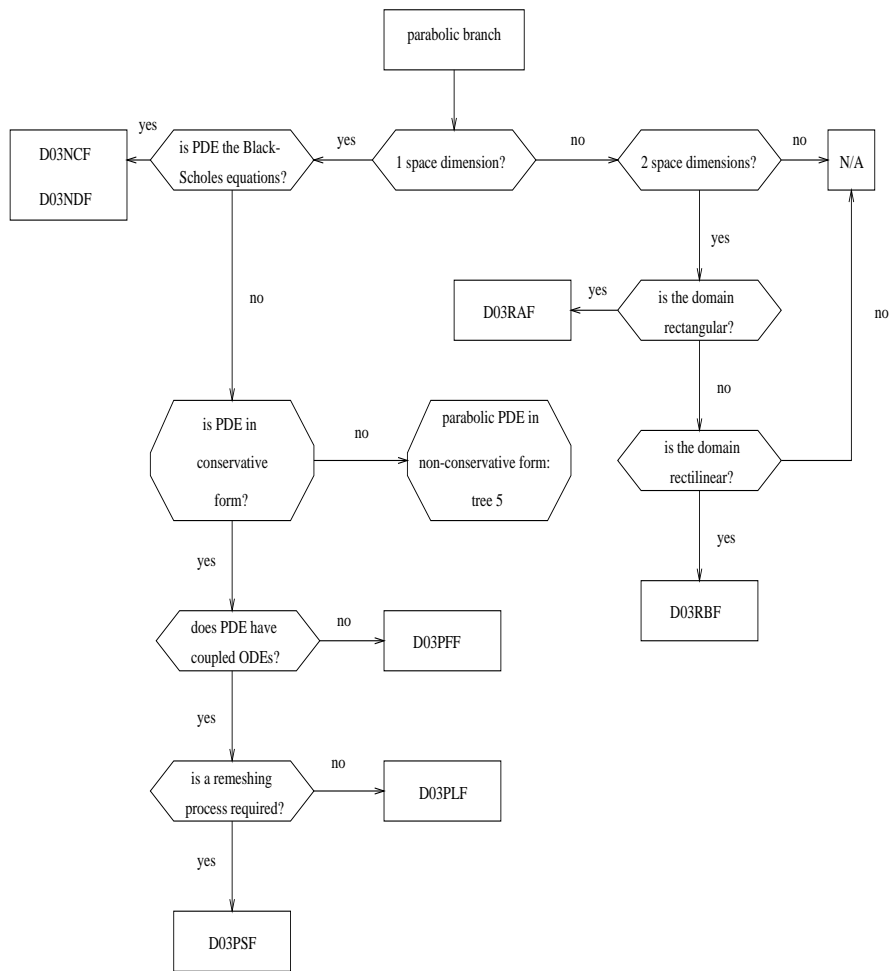 parabolic branch
yes
yes
no
no
D03NCF
D03NDF
is PDE the Black-
Scholes equations?
1 space dimension?
2 space dimensions?
N/A
yes
no
yes
D03RAF
is the domain
rectangular?
no
no
is PDE in
conservative
form?
no
parabolic PDE in
non-conservative form:
tree 5
is the domain
rectilinear?
yes
yes
D03RBF
does PDE have
coupled ODEs?
no
D03PFF
yes
is a remeshing
process required?
no
D03PLF
yes
D03PSF